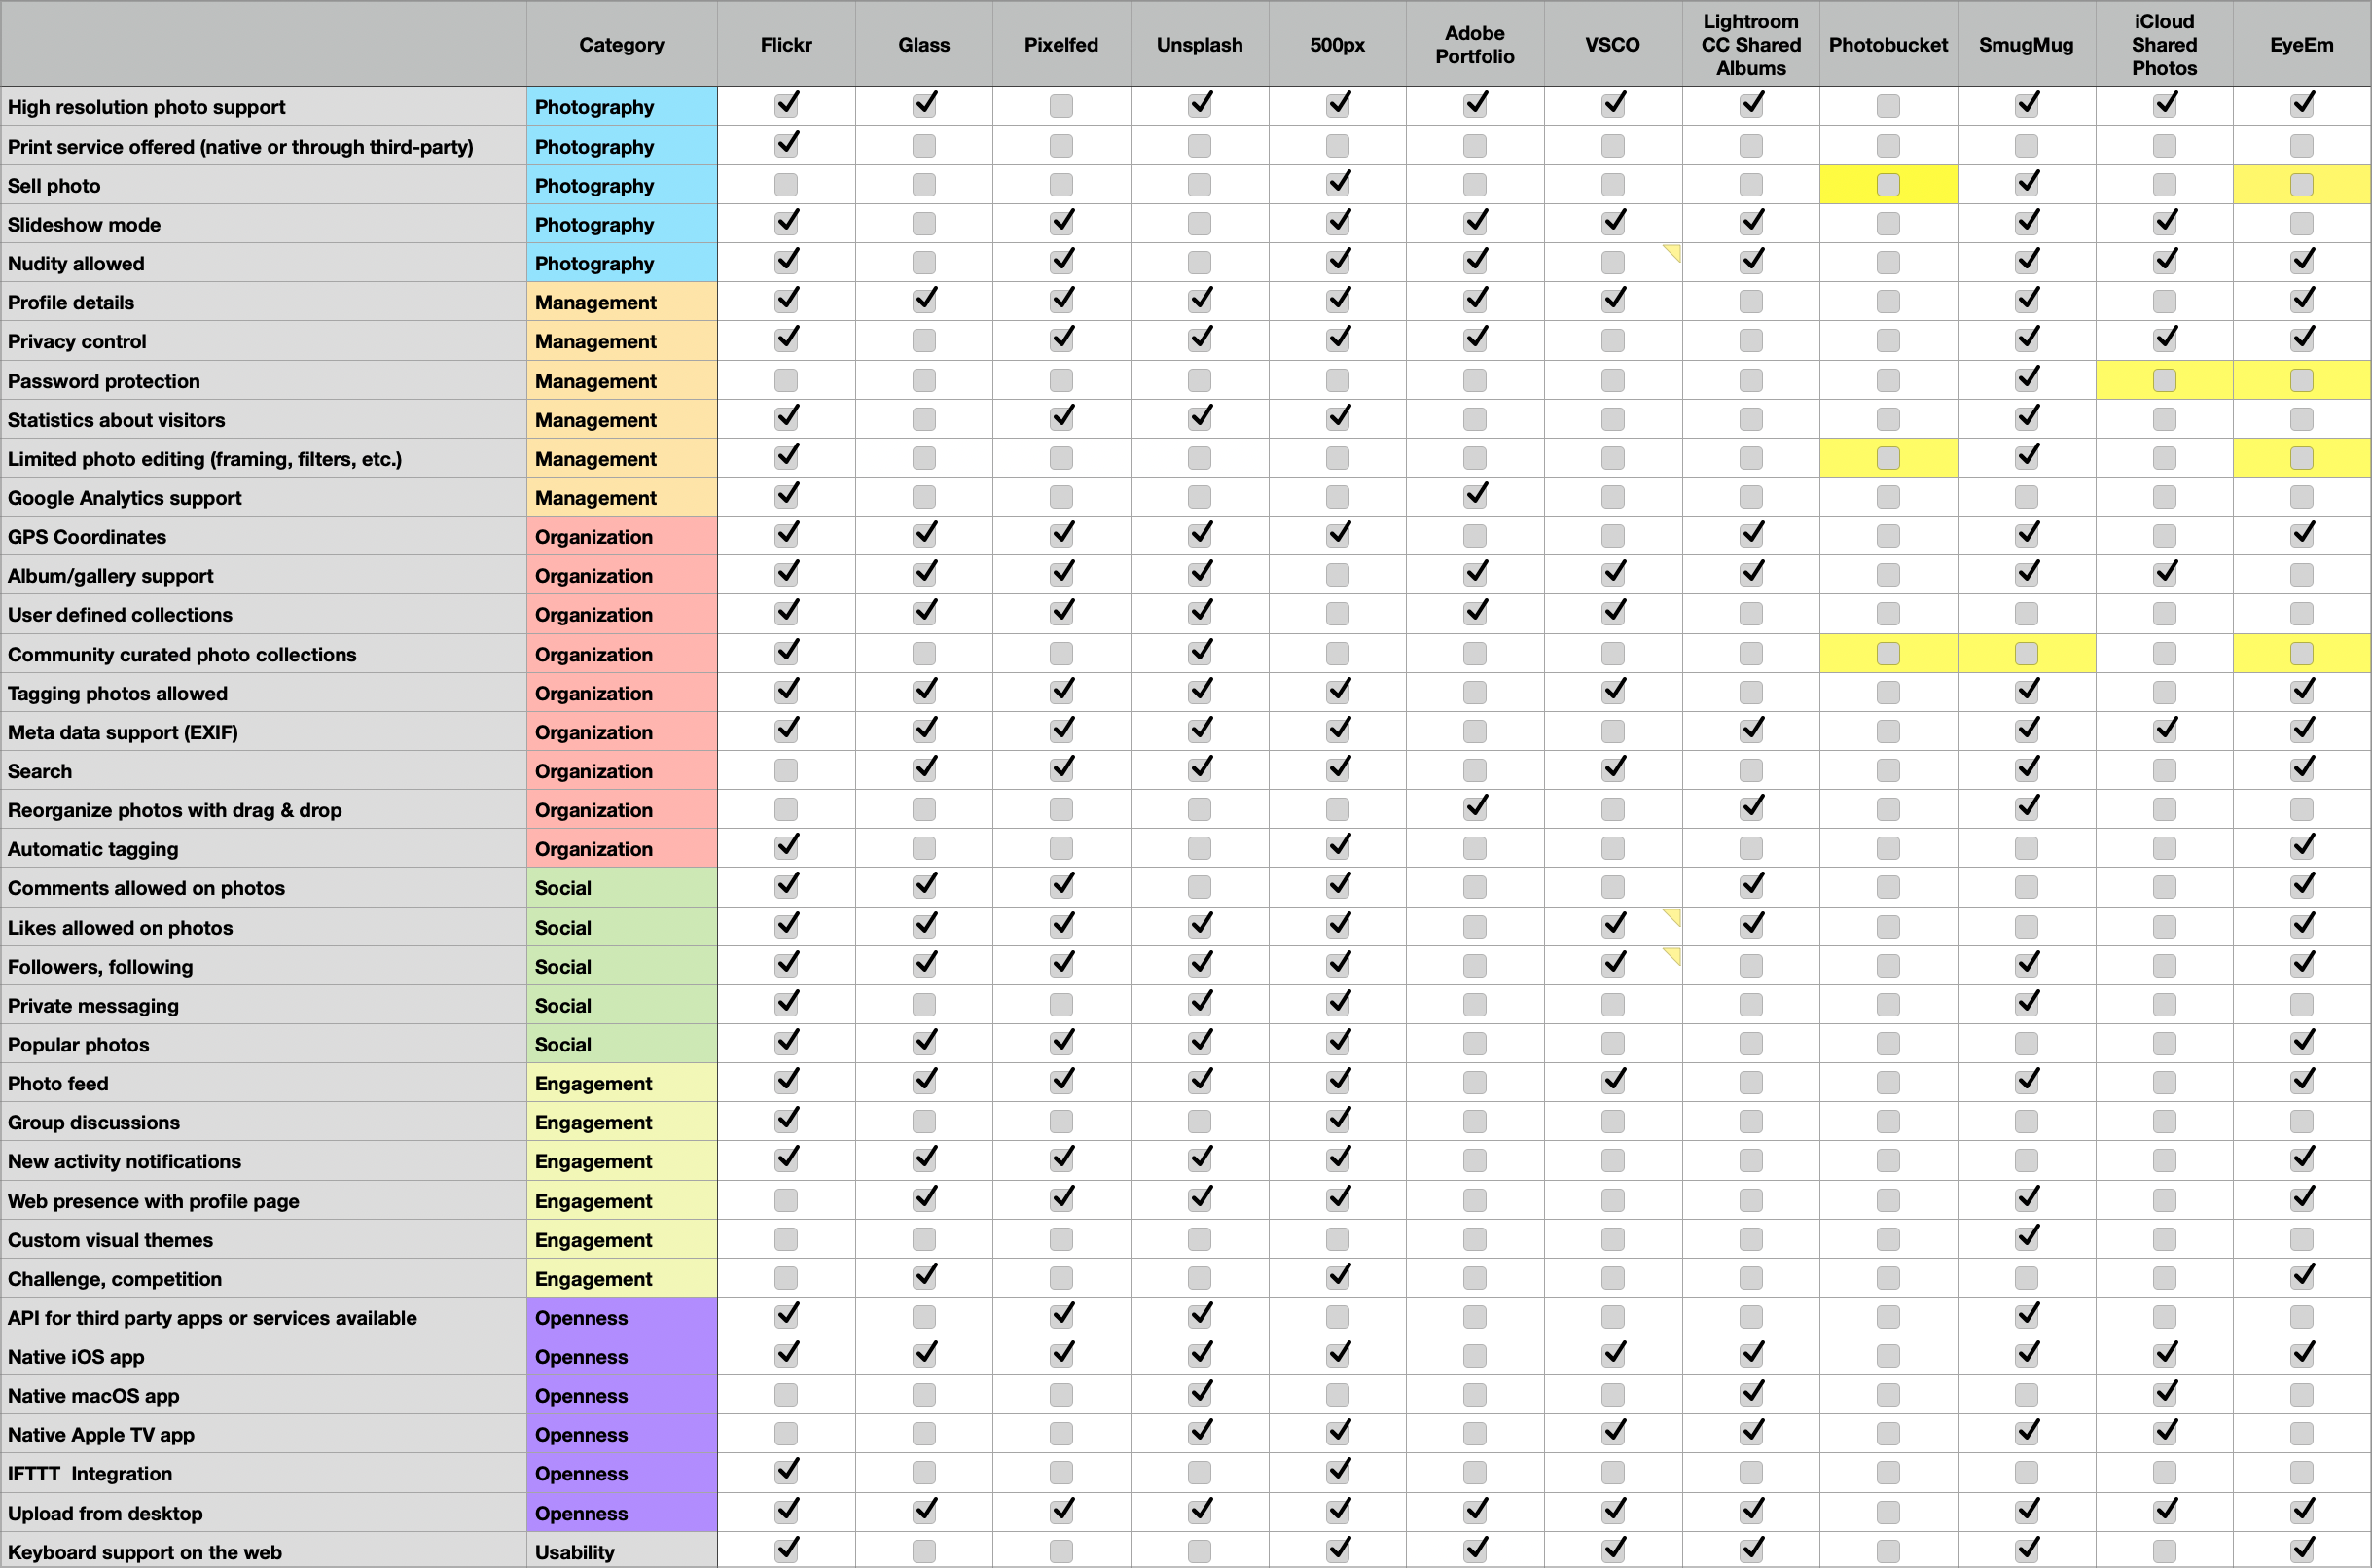 Category Flickr Glass Pixelfed Unsplash 500px Adobe Portfolio VSCO Lightroom CC Shared Albums Photobucket SmugMug iCloud Shared Photos EyeEm
High resolution photo support Photography
Print service offered (native or through third-party) Photography
Sell photo Photography
Slideshow mode Photography
Nudity allowed Photography
Profile details Management
Privacy control Management
Password protection Management
Statistics about visitors Management
Limited photo editing (framing, filters, etc.) Management
Google Analytics support Management
GPS Coordinates Organization
Album/gallery support Organization
User defined collections Organization
Community curated photo collections Organization
Tagging photos allowed Organization
Meta data support (EXIF) Organization
Search Organization
Reorganize photos with drag & drop Organization
Automatic tagging Organization
Comments allowed on photos Social
Likes allowed on photos Social
Followers, following Social
Private messaging Social
Popular photos Social
Photo feed Engagement
Group discussions Engagement
New activity notifications Engagement
Web presence with profile page Engagement
Custom visual themes Engagement
Challenge, competition Engagement
API for third party apps or services available Openness
Native iOS app Openness
Native macOS app Openness
Native Apple TV app Openness
IFTTT Integration Openness
Upload from desktop Openness
Keyboard support on the web Usability